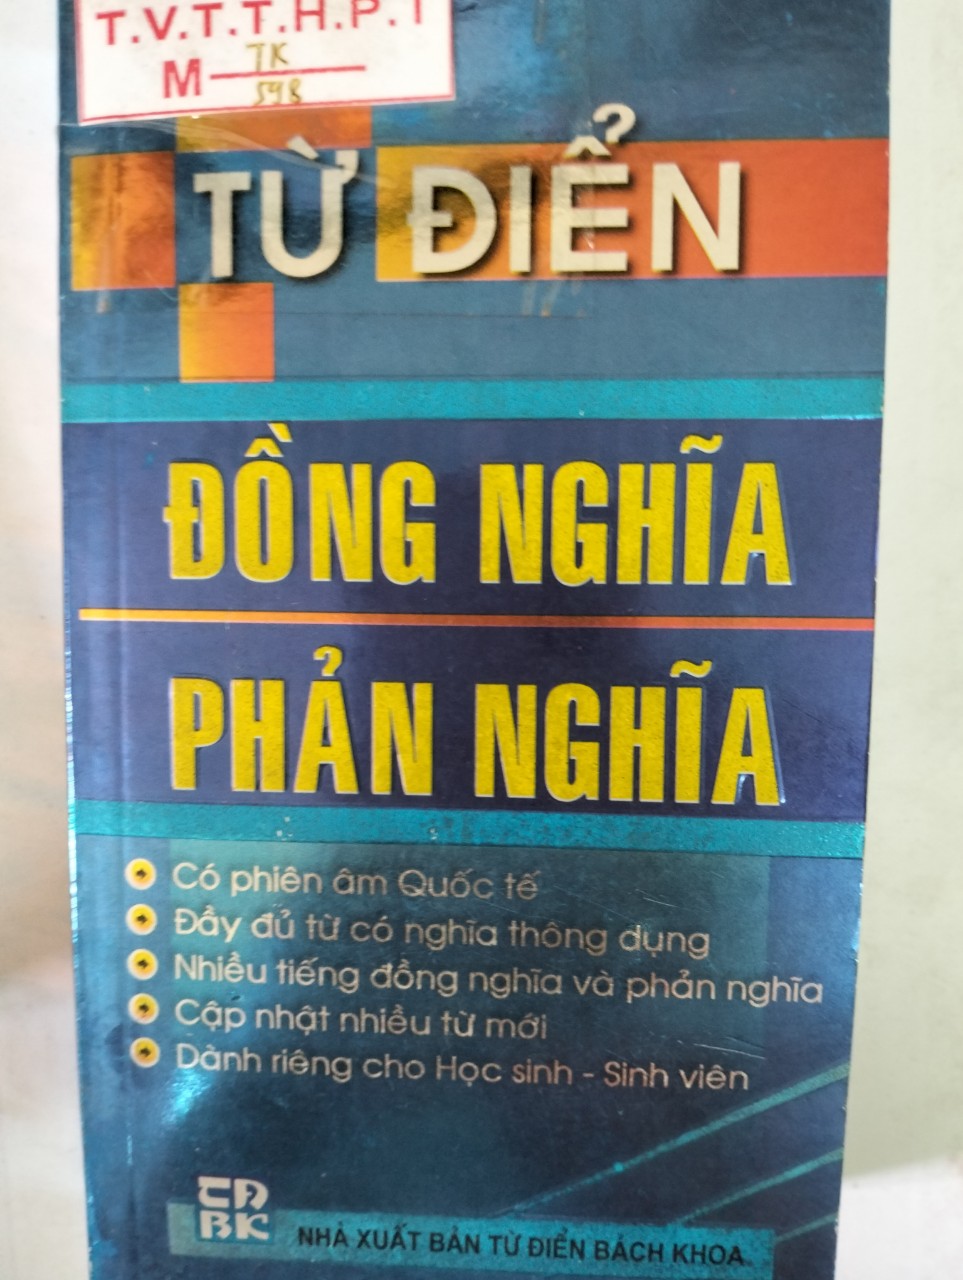 T.V.T.T.H.P.T
M TK
598
TỪ ĐIỂN
ĐỒNG NGHĨA
PHẢN NGHĨA
Có phiên âm Quốc tế
Đầy đủ từ có nghĩa thông dụng
Nhiều tiếng đồng nghĩa và phản nghĩa
Cập nhật nhiều từ mới
Dành riêng cho Học sinh - Sinh viên
TĐ
BK
NHÀ XUẤT BẢN TỪ ĐIỂN BÁCH KHOA